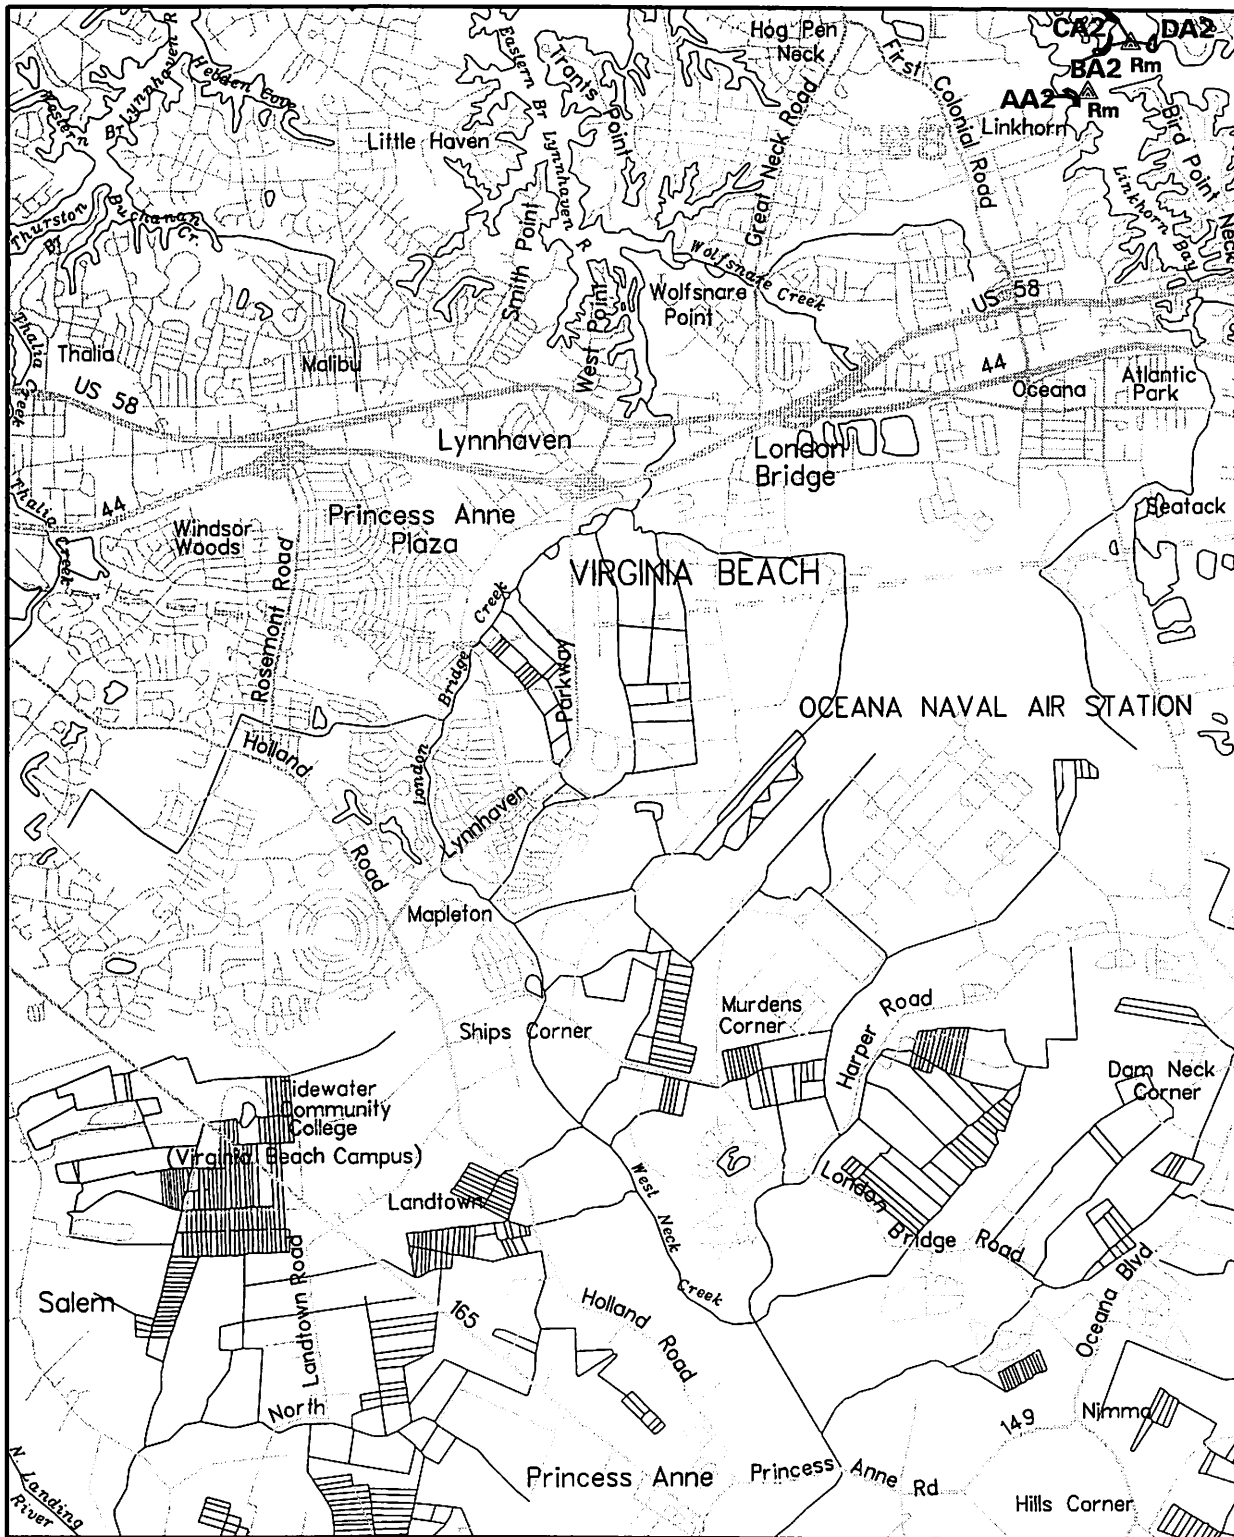 Hog Pen
Neck
CA2
DA2
BA2
Rm
AA2
Rm
Linkhorn
First Colonial Road
Bird Point Neck
Linkhorn Bay
Great Neck Road
Eastern Br Lynnhaven R
Trants Point
Little Haven
Hebden Cove
Western Br Lynnhaven R
Thurston Br
Buchanan Cr.
Smith Point
West Point
Wolfsnare Creek
Wolfsnare
Point
US 58
44
Thalia
Thalia Creek
US 58
Malibu
Oceana
Atlantic
Park
Lynnhaven
London
Bridge
44
Thalia Creek
Windsor
Woods
Princess Anne
Plaza
Seatack
Rosemont Road
VIRGINIA BEACH
London Bridge Creek
Lynnhaven Parkway
OCEANA NAVAL AIR STATION
Holland Road
Mapleton
Ships Corner
Murdens
Corner
Harper Road
Dam Neck
Corner
Tidewater
Community
College
(Virginia Beach Campus)
Landtown
West Neck Creek
London Bridge Road
Oceana Blvd
Salem
North Landtown Road
165
Holland Road
149
Nimmo
N. Landing
River
Princess Anne
Princess Anne Rd
Hills Corner